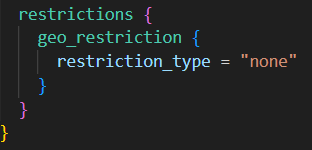 restrictions {
geo_restriction {
restriction_type = "none"
}
}
}